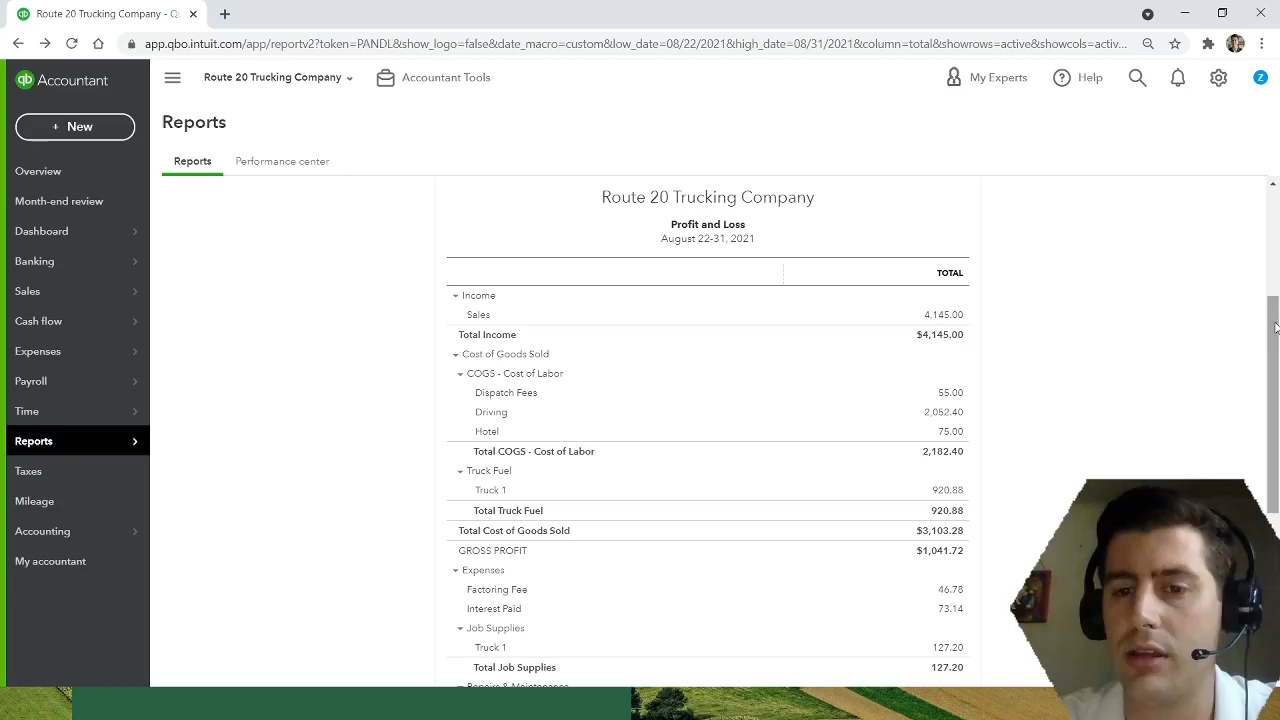 Route 20 Trucking Company - Q
app.qbo.intuit.com/app/reportv2?token=PANDL&show_logo=false&date_macro=custom&low_date=08/22/2021&high_date=08/31/2021&column=total&showrows=active&showcols=activ...
qb Accountant
Route 20 Trucking Company
Accountant Tools
My Experts
Help
Z
+ New
Reports
Reports
Performance center
Overview
Month-end review
Dashboard
Banking
Sales
Cash flow
Expenses
Payroll
Time
Reports
Taxes
Mileage
Accounting
My accountant
Route 20 Trucking Company
Profit and Loss
August 22-31, 2021
TOTAL
Income
Sales 4,145.00
Total Income $4,145.00
Cost of Goods Sold
COGS - Cost of Labor
Dispatch Fees 55.00
Driving 2,052.40
Hotel 75.00
Total COGS - Cost of Labor 2,182.40
Truck Fuel
Truck 1 920.88
Total Truck Fuel 920.88
Total Cost of Goods Sold $3,103.28
GROSS PROFIT $1,041.72
Expenses
Factoring Fee 46.78
Interest Paid 73.14
Job Supplies
Truck 1 127.20
Total Job Supplies 127.20
Repairs & Maintenance